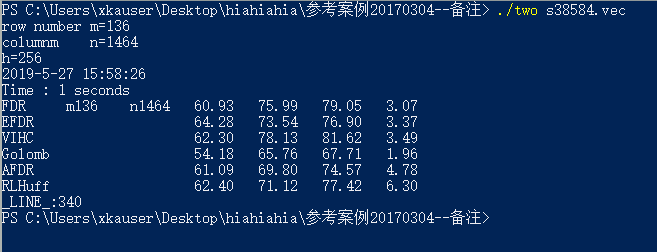 PS C:\Users\xkauser\Desktop\hiahiahia\参考案例20170304--备注> ./two s38584.vec
row number m=136
columnm    n=1464
h=256
2019-5-27 15:58:26
Time : 1 seconds
FDR     m136    n1464   60.93   75.99   79.05   3.07
EFDR                    64.28   73.54   76.90   3.37
VIHC                    62.30   78.13   81.62   3.49
Golomb                  54.18   65.76   67.71   1.96
AFDR                    61.09   69.80   74.57   4.78
RLHuff                  62.40   71.12   77.42   6.30
_LINE_:340
PS C:\Users\xkauser\Desktop\hiahiahia\参考案例20170304--备注>